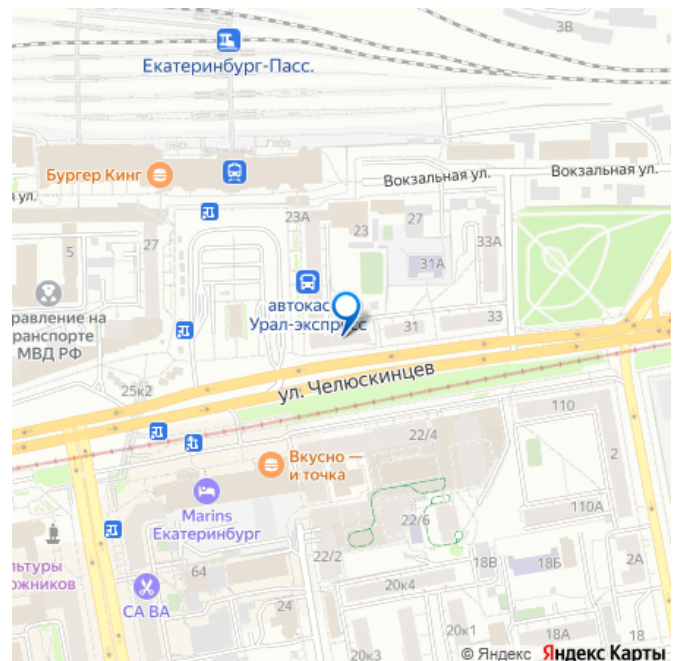 3В
Екатеринбург-Пасс.
Бургер Кинг
Вокзальная ул.
Вокзальная ул.
я ул.
23А
27
23
27
33А
5
31А
автокас
Урал-экспресс
31
33
равление на
ранспорте
МВД РФ
25к2
ул. Челюскинцев
110
22/4
Вкусно —
и точка
2
Marins
Екатеринбург
110А
22/6
22/2
льтуры
ожников
64
18В
18Б
2А
20к4
СА ВА
24
20к1
18А
18
20к3
© Яндекс Яндекс Карты